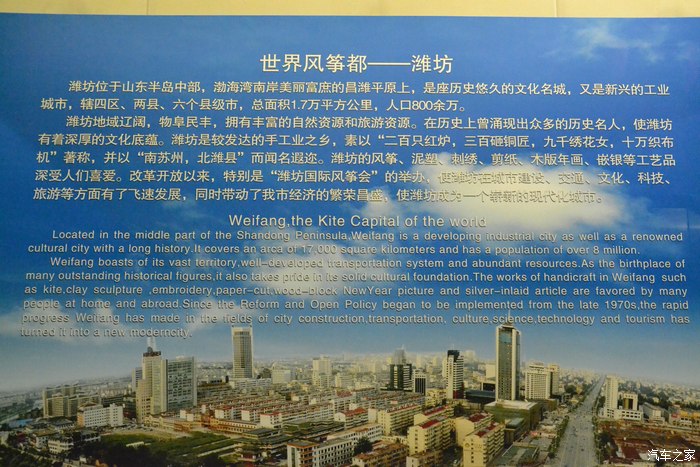 世界风筝都——潍坊
潍坊位于山东半岛中部，渤海湾南岸美丽富庶的昌潍平原上，是座历史悠久的文化名城，又是新兴的工业
城市，辖四区、两县、六个县级市，总面积1.7万平方公里，人口800余万。
潍坊地域辽阔，物阜民丰，拥有丰富的自然资源和旅游资源。在历史上曾涌现出众多的历史名人，使潍坊
有着深厚的文化底蕴。潍坊是较发达的手工业之乡，素以“二百只红炉，三百砸铜匠，九千绣花女，十万织布
机”著称，并以“南苏州，北潍县”而闻名遐迩。潍坊的风筝、泥塑、刺绣、剪纸、木版年画、嵌银等工艺品
深受人们喜爱。改革开放以来，特别是“潍坊国际风筝会”的举办，使潍坊在城市建设、交通、文化、科技、
旅游等方面有了飞速发展，同时带动了我市经济的繁荣昌盛，使潍坊成为一个崭新的现代化城市。
Weifang,the Kite Capital of the world
Located in the middle part of the Shandong Peninsula,Weifang is a developing industrial city as well as a renowned
cultural city with a long history.It covers an arca of 17,000 square kilometers and has a population of over 8 million.
Weifang boasts of its vast territory,well-developed transportation system and abundant resources.As the birthplace of
many outstanding historical figures,it also takes pride in its solid cultural foundation.The works of handicraft in Weifang such
as kite,clay sculpture ,embroidery,paper-cut,wood-block NewYear picture and silver-inlaid article are favored by many
people at home and abroad.Since the Reform and Open Policy began to be implemented from the late 1970s,the rapid
progress Weifang has made in the fields of city construction,transportation, culture,science,technology and tourism has
turned it into a new moderncity.
汽车之家